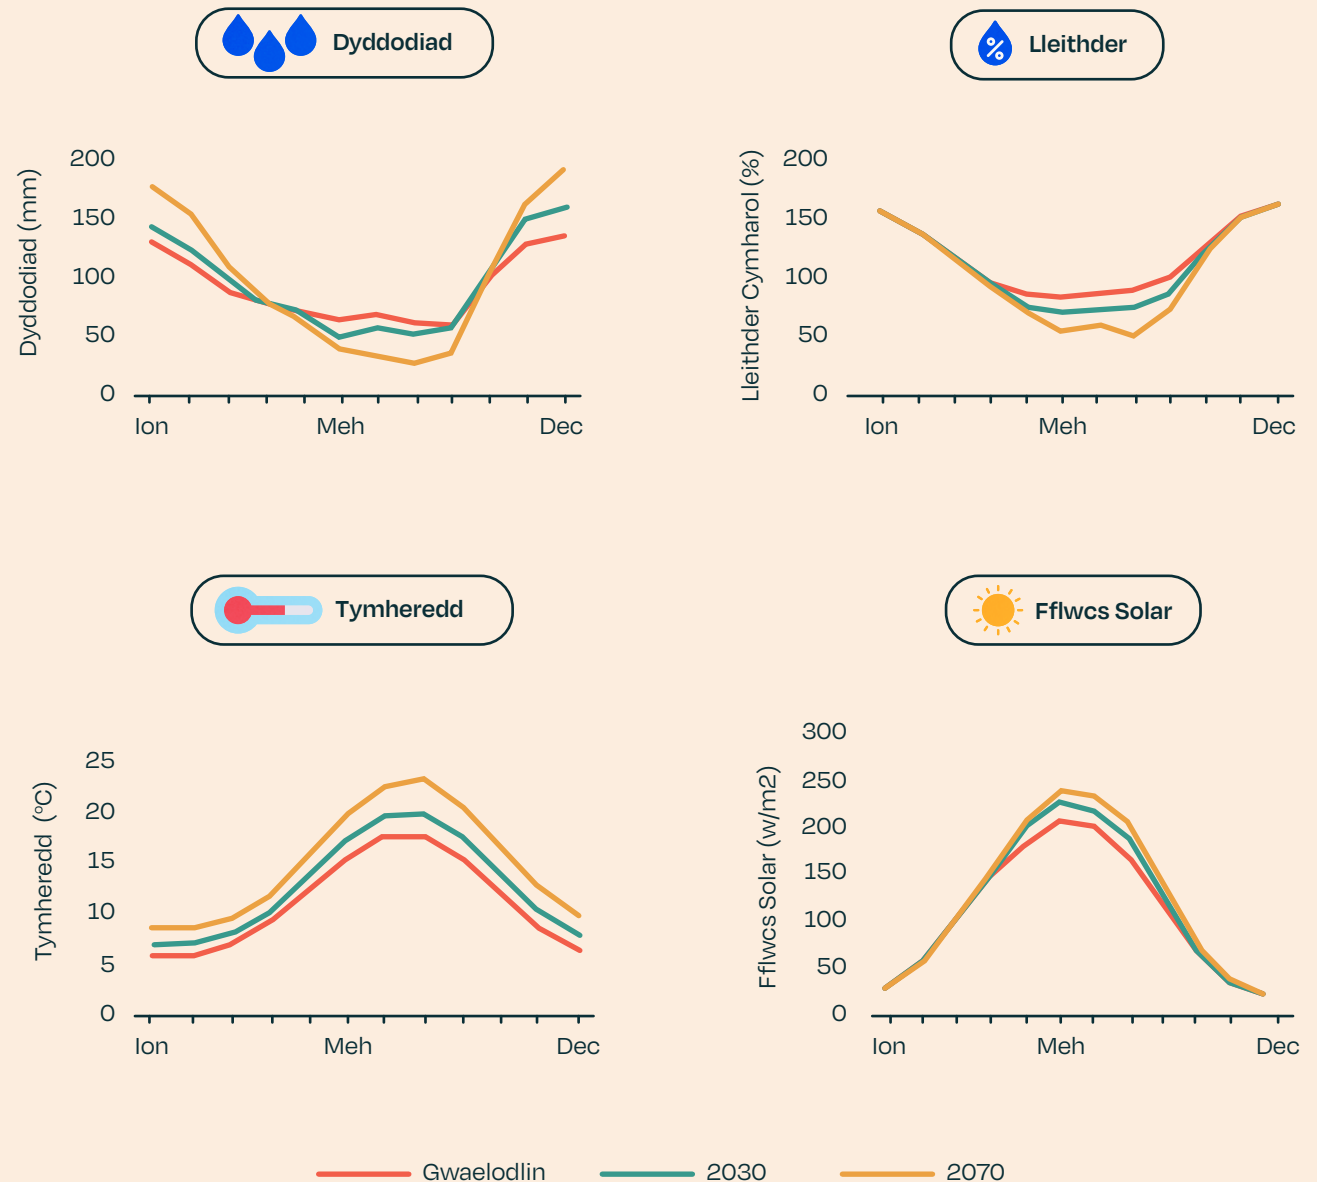 Dyddodiad
Lleithder
Dyddodiad (mm)
200
150
100
50
0
Ion Meh Dec
Lleithder Cymharol (%)
200
150
100
50
0
Ion Meh Dec
Tymheredd
Fflwcs Solar
Tymheredd (°C)
25
20
15
10
5
0
Ion Meh Dec
Fflwcs Solar (w/m2)
300
250
200
150
100
50
0
Ion Meh Dec
Gwaelodlin 2030 2070